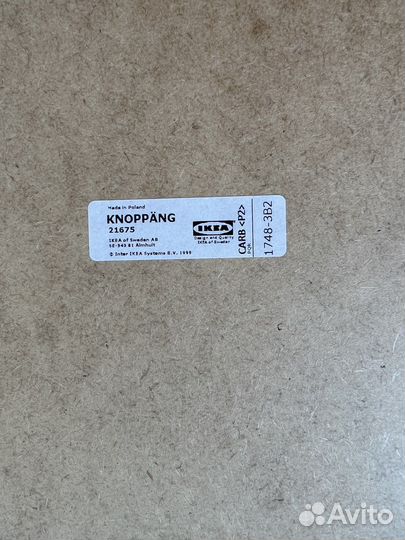 Made in Poland
KNOPPÄNG
21675
IKEA of Sweden AB
SE-343 81 Älmhult
© Inter IKEA Systems B.V. 1999
IKEA
Design and Quality
IKEA of Sweden
CARB <P2>
1748-3B2
Avito